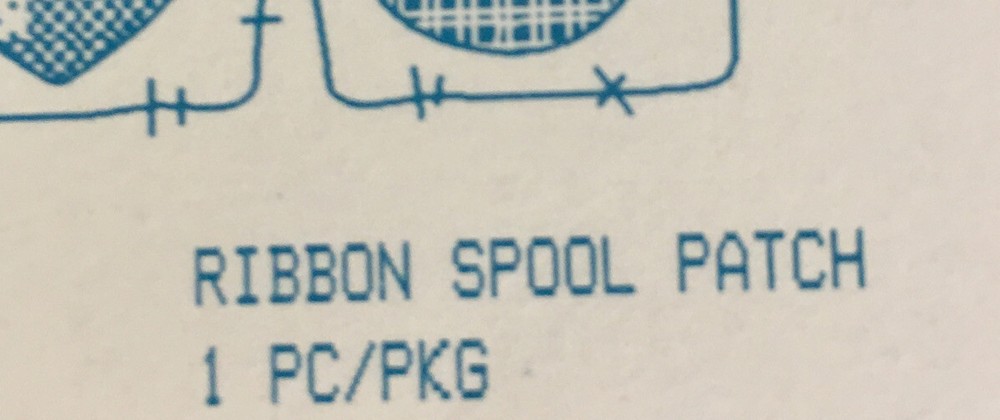 RIBBON SPOOL PATCH
1 PC/PKG